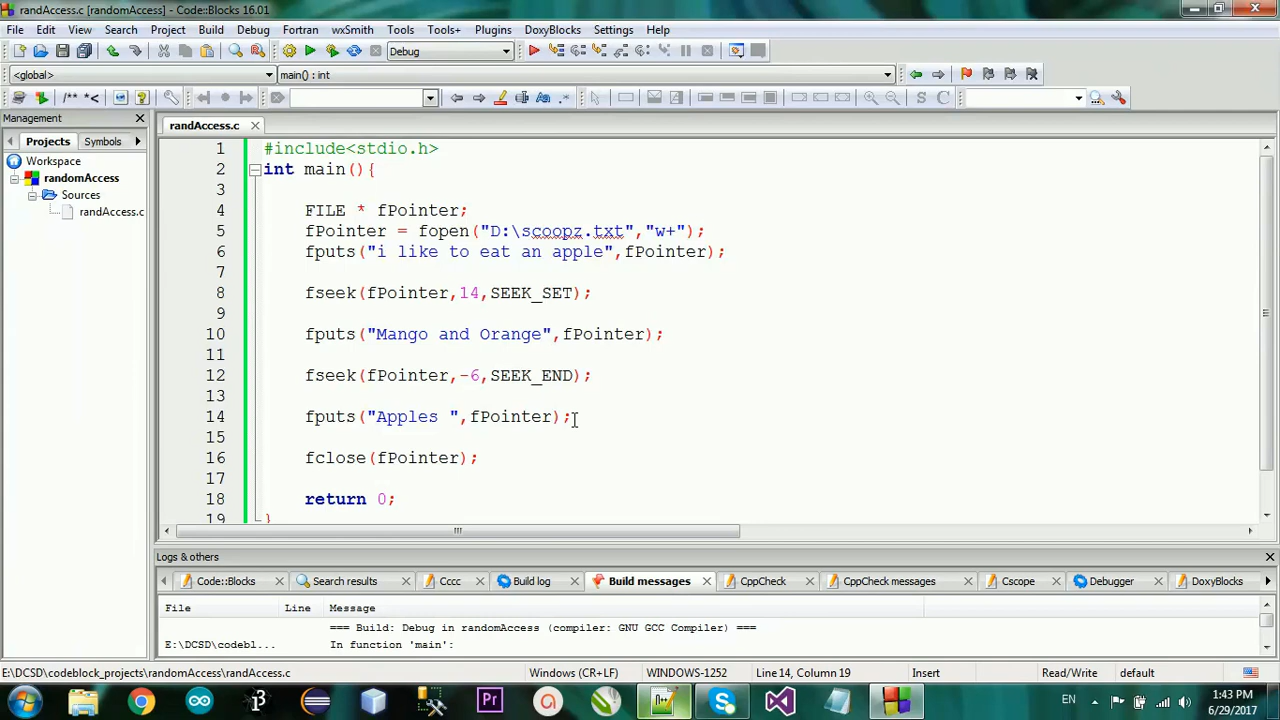 randAccess.c [randomAccess] - Code::Blocks 16.01
File Edit View Search Project Build Debug Fortran wxSmith Tools Tools+ Plugins DoxyBlocks Settings Help
Debug
<global> main() : int
/** *<
S C
Management
Projects Symbols
Workspace
randomAccess
Sources
randAccess.c
randAccess.c
1 #include<stdio.h>
2 int main(){
3
4 FILE * fPointer;
5 fPointer = fopen("D:\scoopz.txt","w+");
6 fputs("i like to eat an apple",fPointer);
7
8 fseek(fPointer,14,SEEK_SET);
9
10 fputs("Mango and Orange",fPointer);
11
12 fseek(fPointer,-6,SEEK_END);
13
14 fputs("Apples ",fPointer);
15
16 fclose(fPointer);
17
18 return 0;
19 }
Logs & others
Code::Blocks Search results Cccc Build log Build messages CppCheck CppCheck messages Cscope Debugger DoxyBlocks
File Line Message
=== Build: Debug in randomAccess (compiler: GNU GCC Compiler) ===
E:\DCSD\codebl... In function 'main':
E:\DCSD\codeblock_projects\randomAccess\randAccess.c Windows (CR+LF) WINDOWS-1252 Line 14, Column 19 Insert Read/Write default
Pr
EN
1:43 PM
6/29/2017